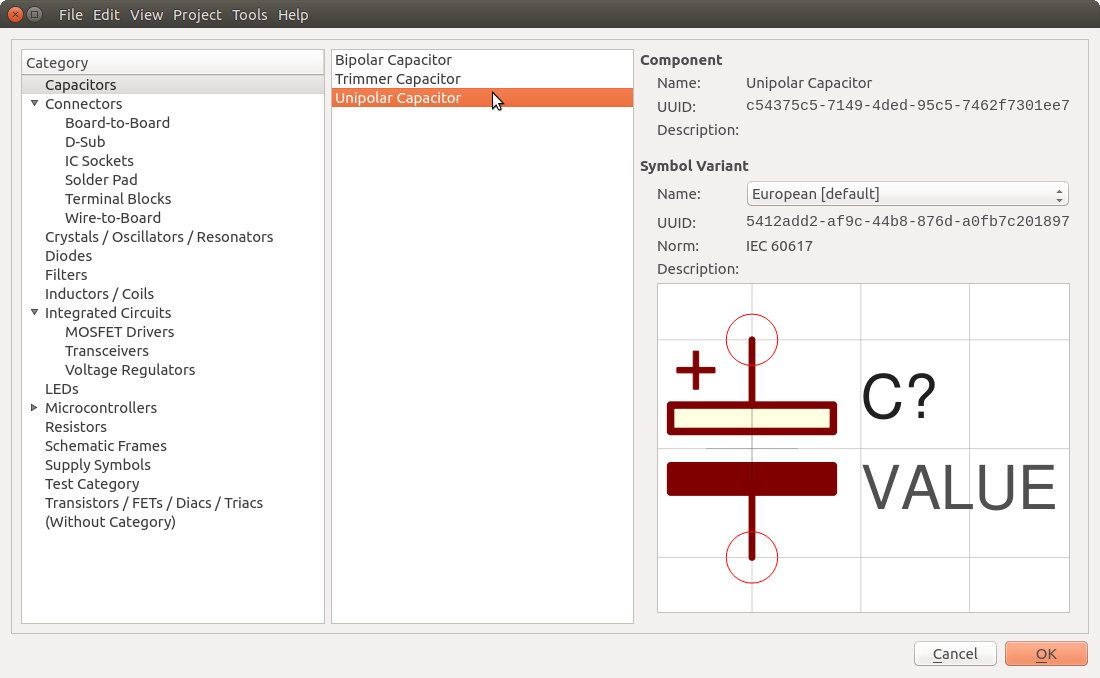 File Edit View Project Tools Help
Category
Capacitors
Connectors
Board-to-Board
D-Sub
IC Sockets
Solder Pad
Terminal Blocks
Wire-to-Board
Crystals / Oscillators / Resonators
Diodes
Filters
Inductors / Coils
Integrated Circuits
MOSFET Drivers
Transceivers
Voltage Regulators
LEDs
Microcontrollers
Resistors
Schematic Frames
Supply Symbols
Test Category
Transistors / FETs / Diacs / Triacs
(Without Category)
Bipolar Capacitor
Trimmer Capacitor
Unipolar Capacitor
Component
Name: Unipolar Capacitor
UUID: c54375c5-7149-4ded-95c5-7462f7301ee7
Description:
Symbol Variant
Name: European [default]
UUID: 5412add2-af9c-44b8-876d-a0fb7c201897
Norm: IEC 60617
Description:
+
C?
VALUE
Cancel OK